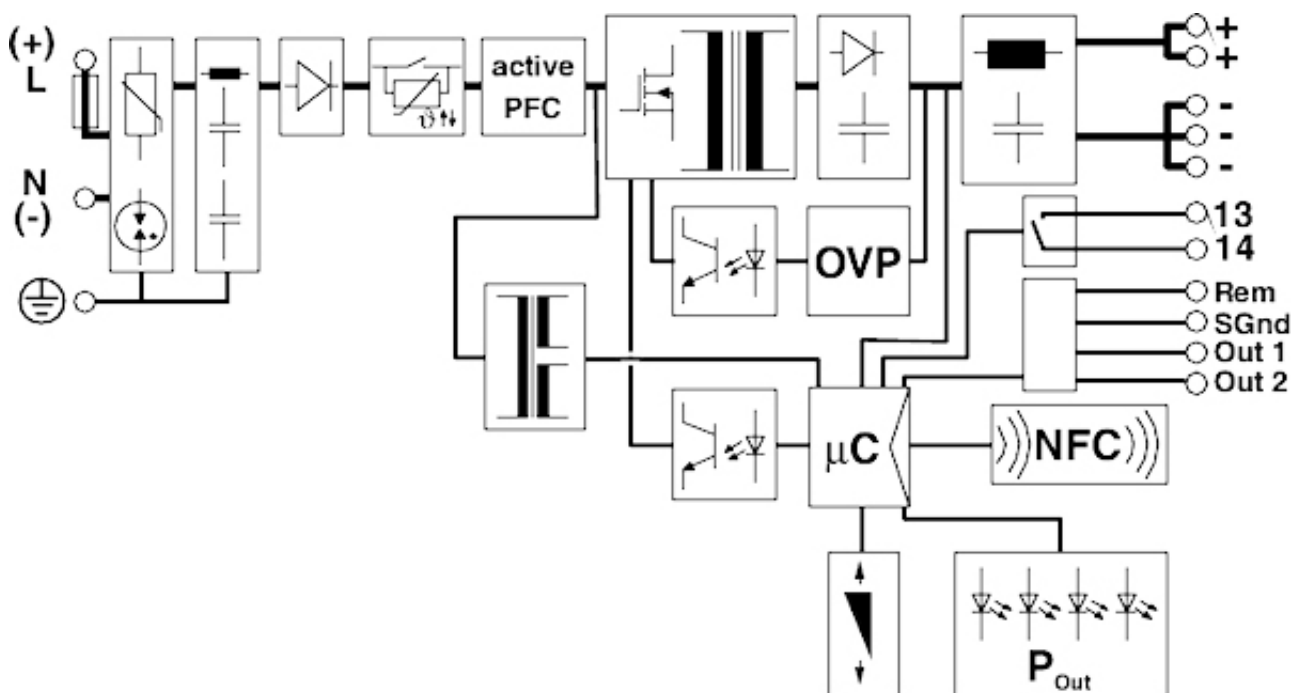 (+)
L
N
(-)
ϑ
active
PFC
+
+
-
-
-
OVP
13
14
Rem
SGnd
Out 1
Out 2
µC
NFC
P Out